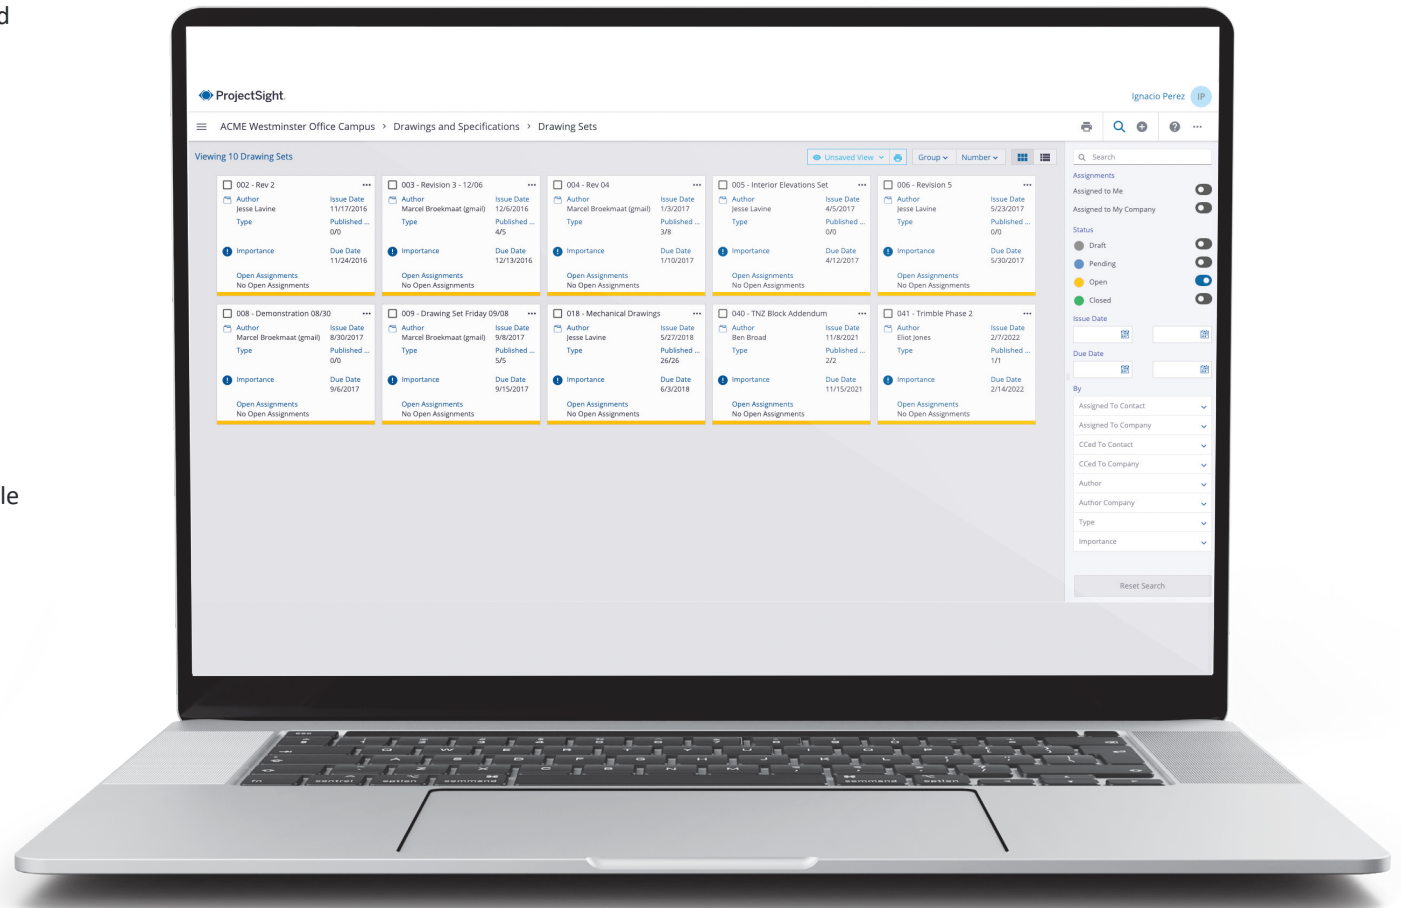 d
le
ProjectSight.
Ignacio Perez IP
ACME Westminster Office Campus > Drawings and Specifications > Drawing Sets
Viewing 10 Drawing Sets
Unsaved View
Group
Number
002 - Rev 2
Author Issue Date
Jesse Lavine 11/17/2016
Type Published ...
0/0
Importance Due Date
11/24/2016
Open Assignments
No Open Assignments
003 - Revision 3 - 12/06
Author Issue Date
Marcel Broekmaat (gmail) 12/6/2016
Type Published ...
4/5
Importance Due Date
12/13/2016
Open Assignments
No Open Assignments
004 - Rev 04
Author Issue Date
Marcel Broekmaat (gmail) 1/3/2017
Type Published ...
3/8
Importance Due Date
1/10/2017
Open Assignments
No Open Assignments
005 - Interior Elevations Set
Author Issue Date
Jesse Lavine 4/5/2017
Type Published ...
0/0
Importance Due Date
4/12/2017
Open Assignments
No Open Assignments
006 - Revision 5
Author Issue Date
Jesse Lavine 5/23/2017
Type Published ...
0/0
Importance Due Date
5/30/2017
Open Assignments
No Open Assignments
008 - Demonstration 08/30
Author Issue Date
Marcel Broekmaat (gmail) 8/30/2017
Type Published ...
0/0
Importance Due Date
9/6/2017
Open Assignments
No Open Assignments
009 - Drawing Set Friday 09/08
Author Issue Date
Marcel Broekmaat (gmail) 9/8/2017
Type Published ...
5/5
Importance Due Date
9/15/2017
Open Assignments
No Open Assignments
018 - Mechanical Drawings
Author Issue Date
Jesse Lavine 5/27/2018
Type Published ...
26/26
Importance Due Date
6/3/2018
Open Assignments
No Open Assignments
040 - TNZ Block Addendum
Author Issue Date
Ben Broad 11/8/2021
Type Published ...
2/2
Importance Due Date
11/15/2021
Open Assignments
No Open Assignments
041 - Trimble Phase 2
Author Issue Date
Eliot Jones 2/7/2022
Type Published ...
1/1
Importance Due Date
2/14/2022
Open Assignments
No Open Assignments
Search
Assignments
Assigned to Me
Assigned to My Company
Status
Draft
Pending
Open
Closed
Issue Date
Due Date
By
Assigned To Contact
Assigned To Company
CCed To Contact
CCed To Company
Author
Author Company
Type
Importance
Reset Search
fn control option command command option